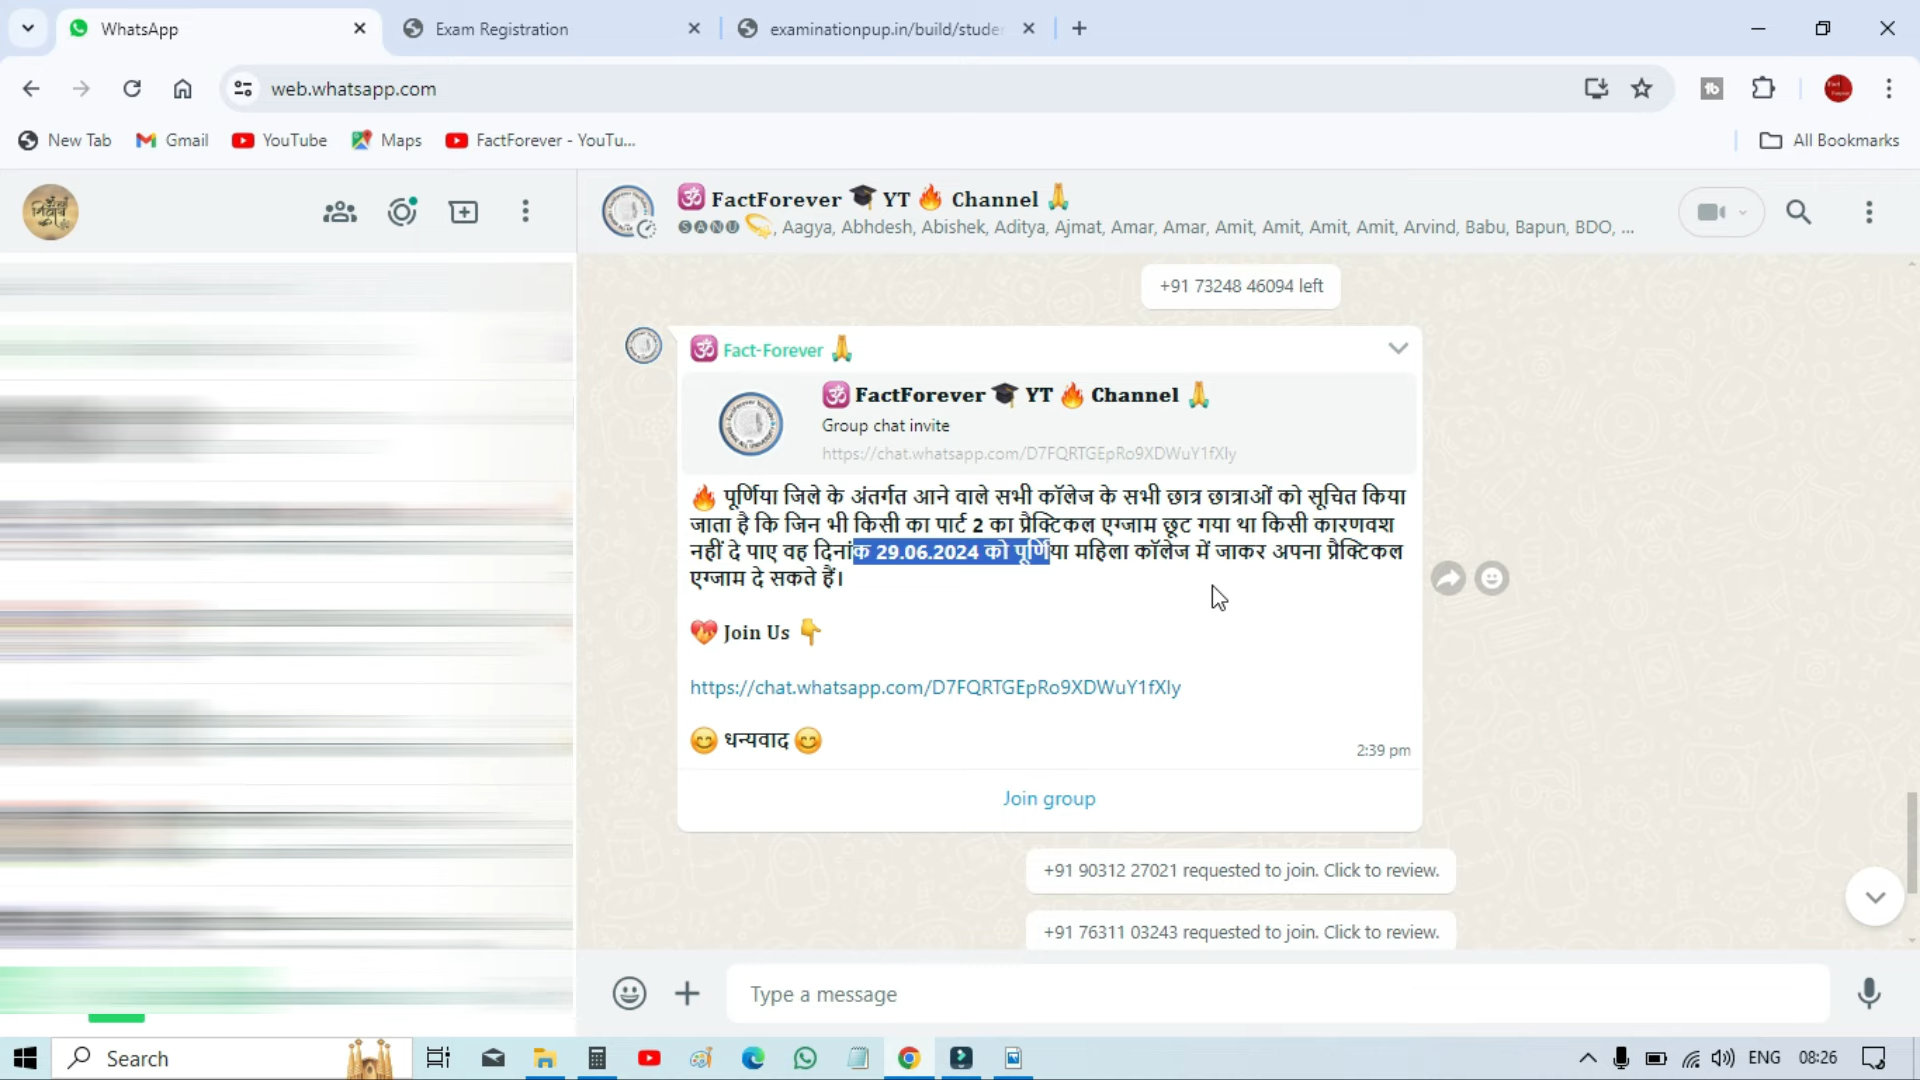 WhatsApp
Exam Registration
examinationpup.in/build/stude
web.whatsapp.com
New Tab
Gmail
YouTube
Maps
FactForever - YouTu...
All Bookmarks
🕉 FactForever 🎓 YT 🔥 Channel 🙏
🅢🅐🅝🅤 💫, Aagya, Abhdesh, Abishek, Aditya, Ajmat, Amar, Amar, Amit, Amit, Amit, Amit, Arvind, Babu, Bapun, BDO, ...
+91 73248 46094 left
🕉 Fact-Forever 🙏
🕉 FactForever 🎓 YT 🔥 Channel 🙏
Group chat invite
https://chat.whatsapp.com/D7FQRTGEpRo9XDWuY1fXly
🔥 पूर्णिया जिले के अंतर्गत आने वाले सभी कॉलेज के सभी छात्र छात्राओं को सूचित किया
जाता है कि जिन भी किसी का पार्ट 2 का प्रैक्टिकल एग्जाम छूट गया था किसी कारणवश
नहीं दे पाए वह दिनांक 29.06.2024 को पूर्णिया महिला कॉलेज में जाकर अपना प्रैक्टिकल
एग्जाम दे सकते हैं।
💖 Join Us 👇
https://chat.whatsapp.com/D7FQRTGEpRo9XDWuY1fXly
😊 धन्यवाद 😊
2:39 pm
Join group
+91 90312 27021 requested to join. Click to review.
+91 76311 03243 requested to join. Click to review.
Type a message
Search
ENG
08:26